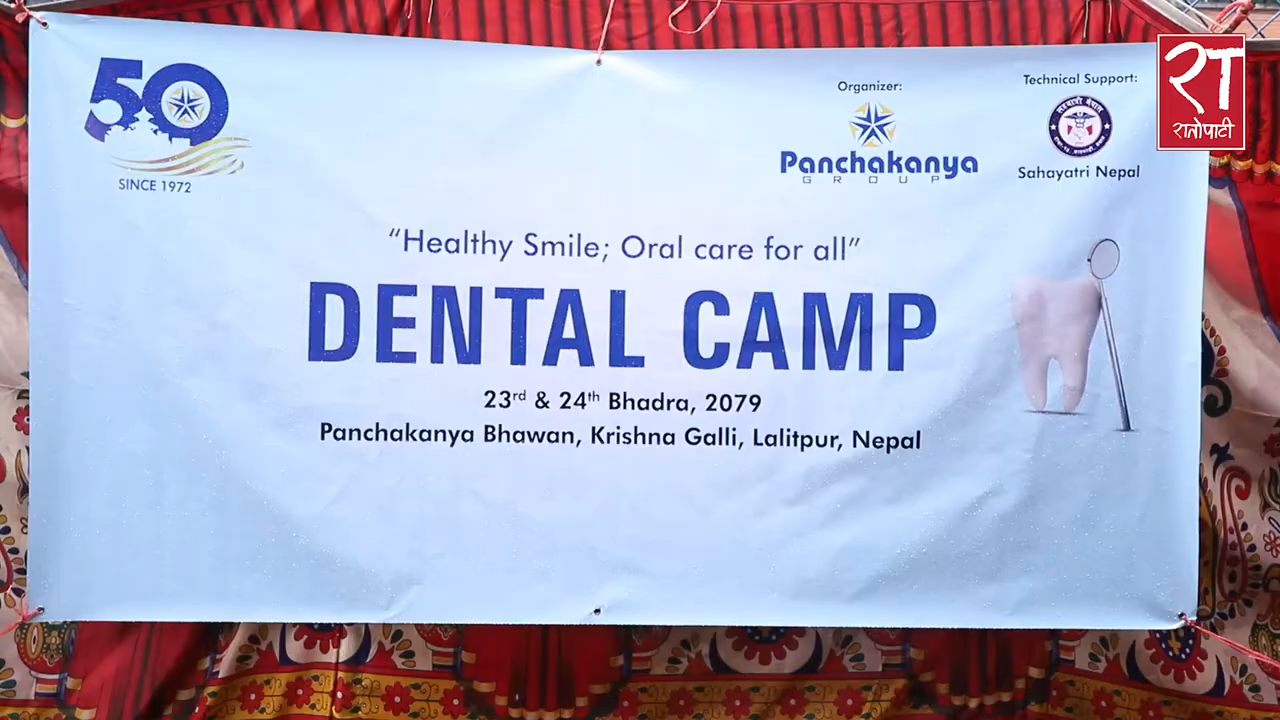 50
SINCE 1972
Organizer:
Panchakanya
GROUP
Technical Support:
Sahayatri Nepal
रा
रातोपाटी
“Healthy Smile; Oral care for all”
DENTAL CAMP
23rd & 24th Bhadra, 2079
Panchakanya Bhawan, Krishna Galli, Lalitpur, Nepal